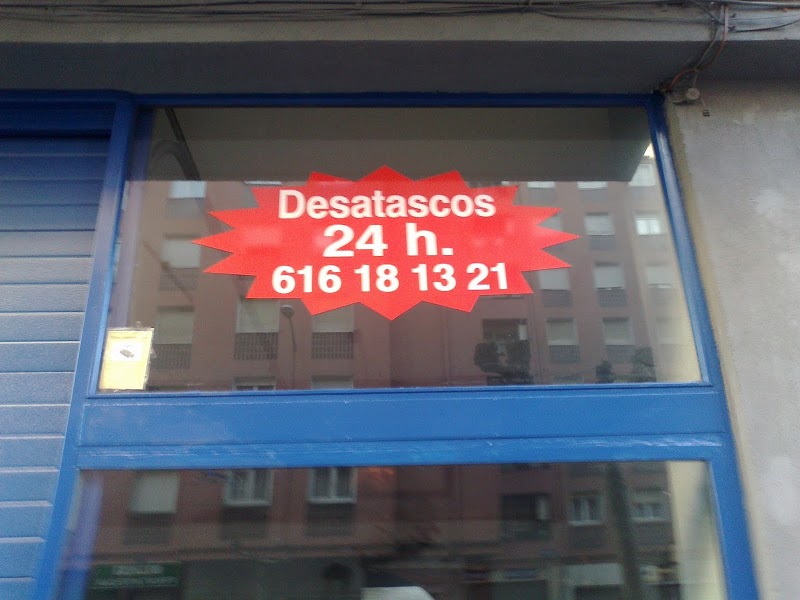 Desatascos
24 h.
616 18 13 21